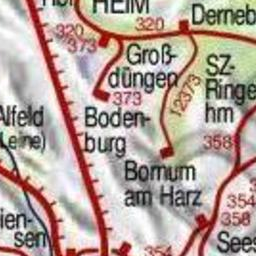 HEIM
320
Derneb
320
373
Groß-
düngen
373
12373
SZ-
Ringe
hm
Alfeld
Leine)
Boden-
burg
358
Bornum
am Harz
354
358
ien-
sen
354
Sees